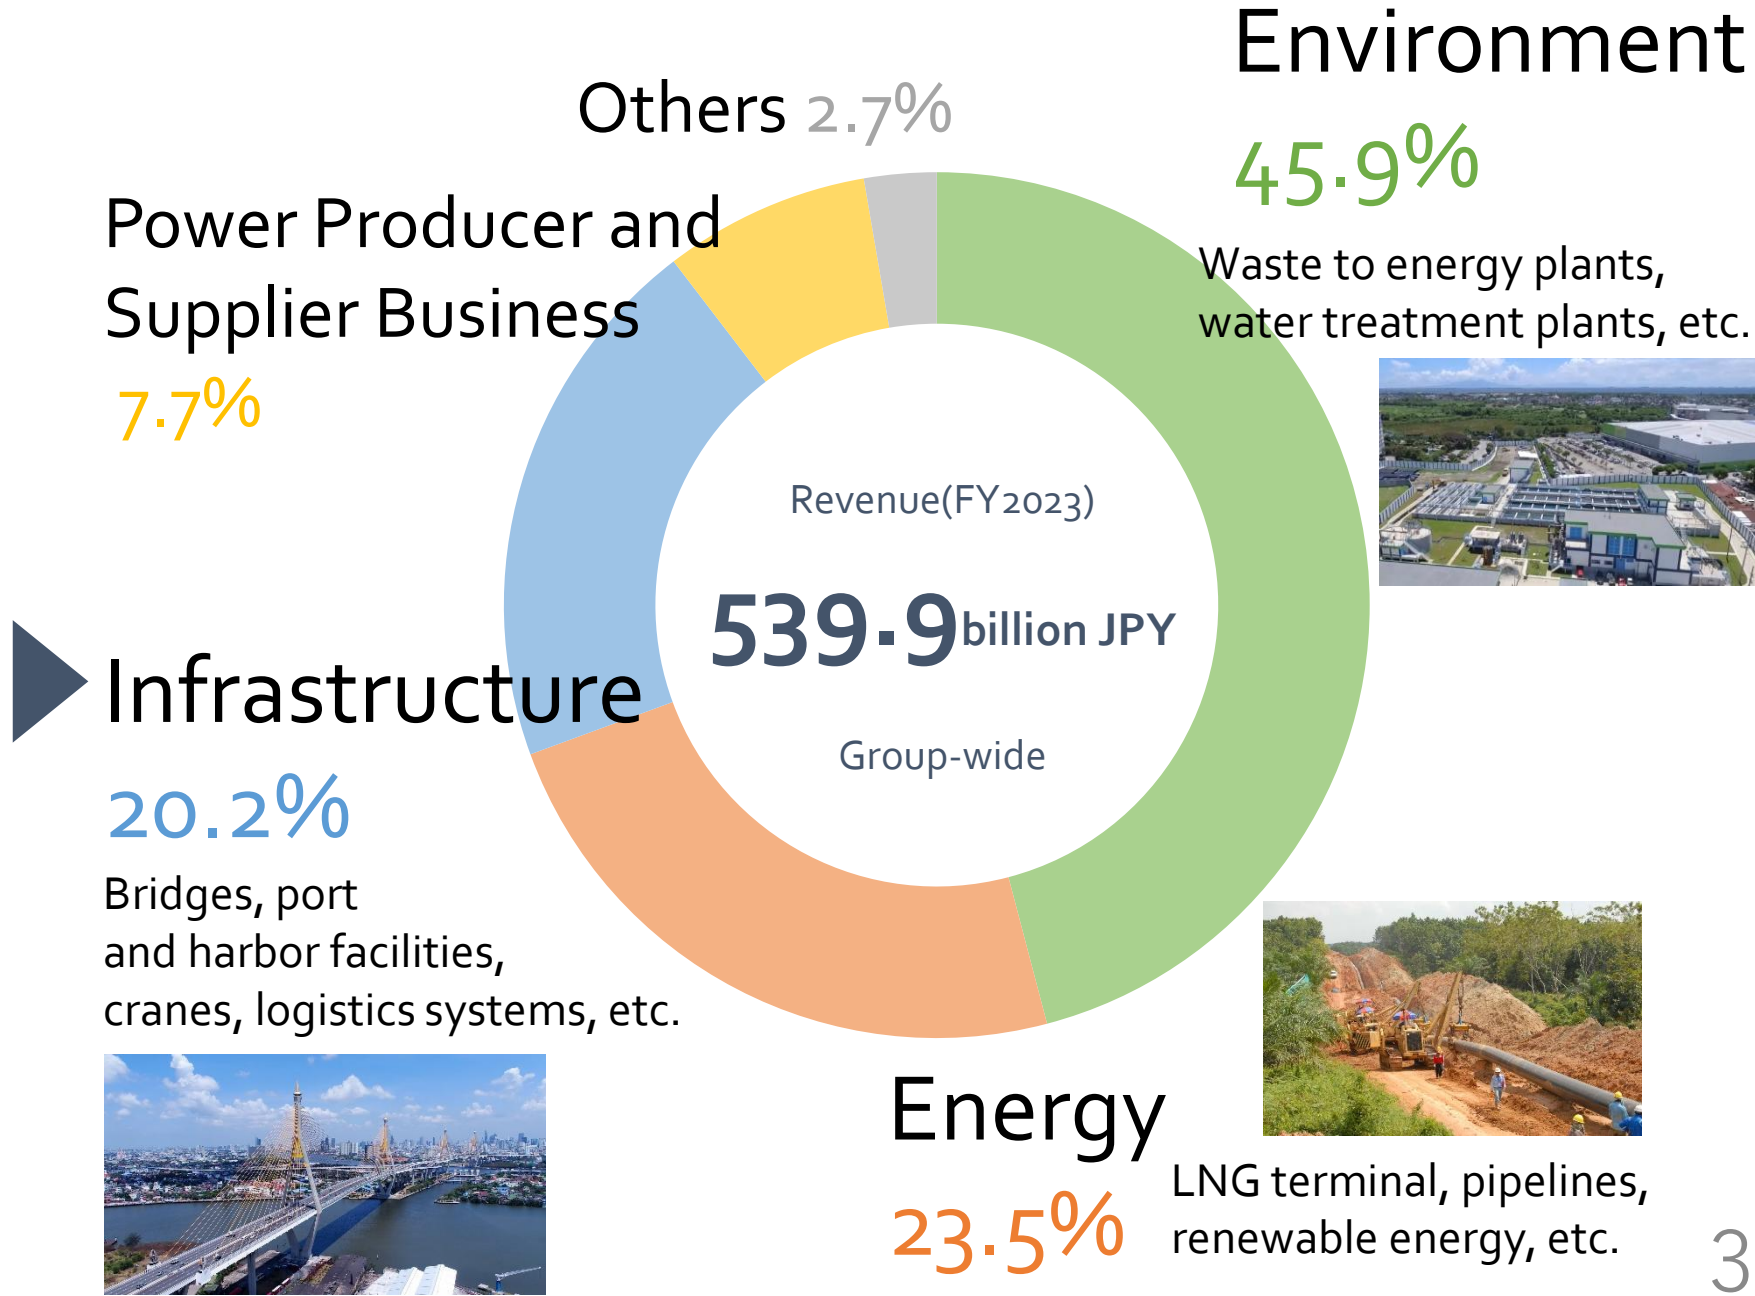 Environment
45.9%
Waste to energy plants,
water treatment plants, etc.
Others 2.7%
Power Producer and
Supplier Business
7.7%
Revenue(FY2023)
539.9billion JPY
Group-wide
Infrastructure
20.2%
Bridges, port
and harbor facilities,
cranes, logistics systems, etc.
Energy
23.5%
LNG terminal, pipelines,
renewable energy, etc.
3